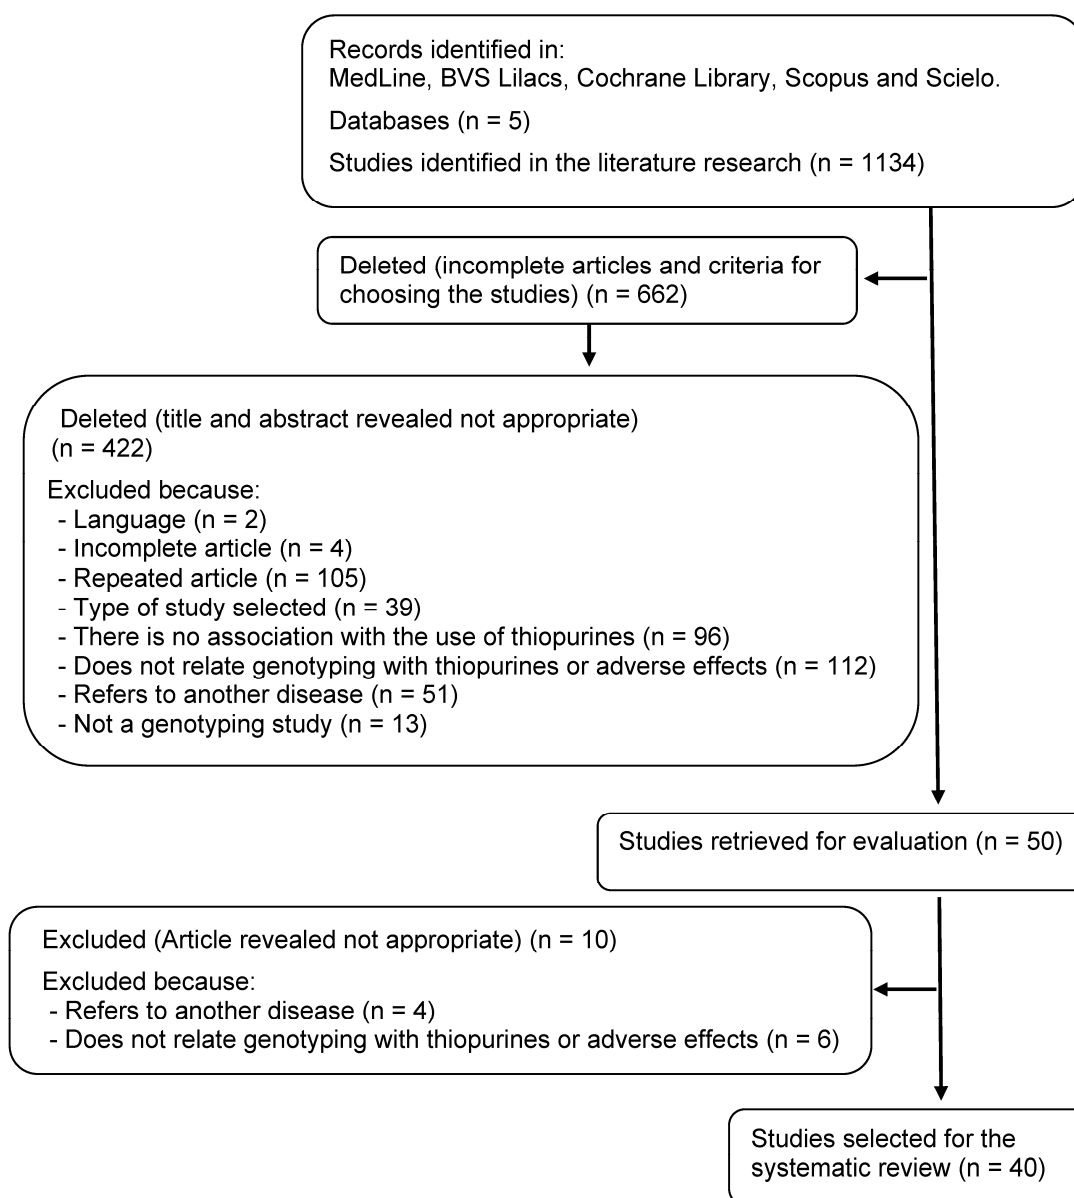 Records identified in:
MedLine, BVS Lilacs, Cochrane Library, Scopus and Scielo.
Databases (n = 5)
Studies identified in the literature research (n = 1134)
Deleted (incomplete articles and criteria for
choosing the studies) (n = 662)
Deleted (title and abstract revealed not appropriate)
(n = 422)
Excluded because:
- Language (n = 2)
- Incomplete article (n = 4)
- Repeated article (n = 105)
- Type of study selected (n = 39)
- There is no association with the use of thiopurines (n = 96)
- Does not relate genotyping with thiopurines or adverse effects (n = 112)
- Refers to another disease (n = 51)
- Not a genotyping study (n = 13)
Studies retrieved for evaluation (n = 50)
Excluded (Article revealed not appropriate) (n = 10)
Excluded because:
- Refers to another disease (n = 4)
- Does not relate genotyping with thiopurines or adverse effects (n = 6)
Studies selected for the
systematic review (n = 40)